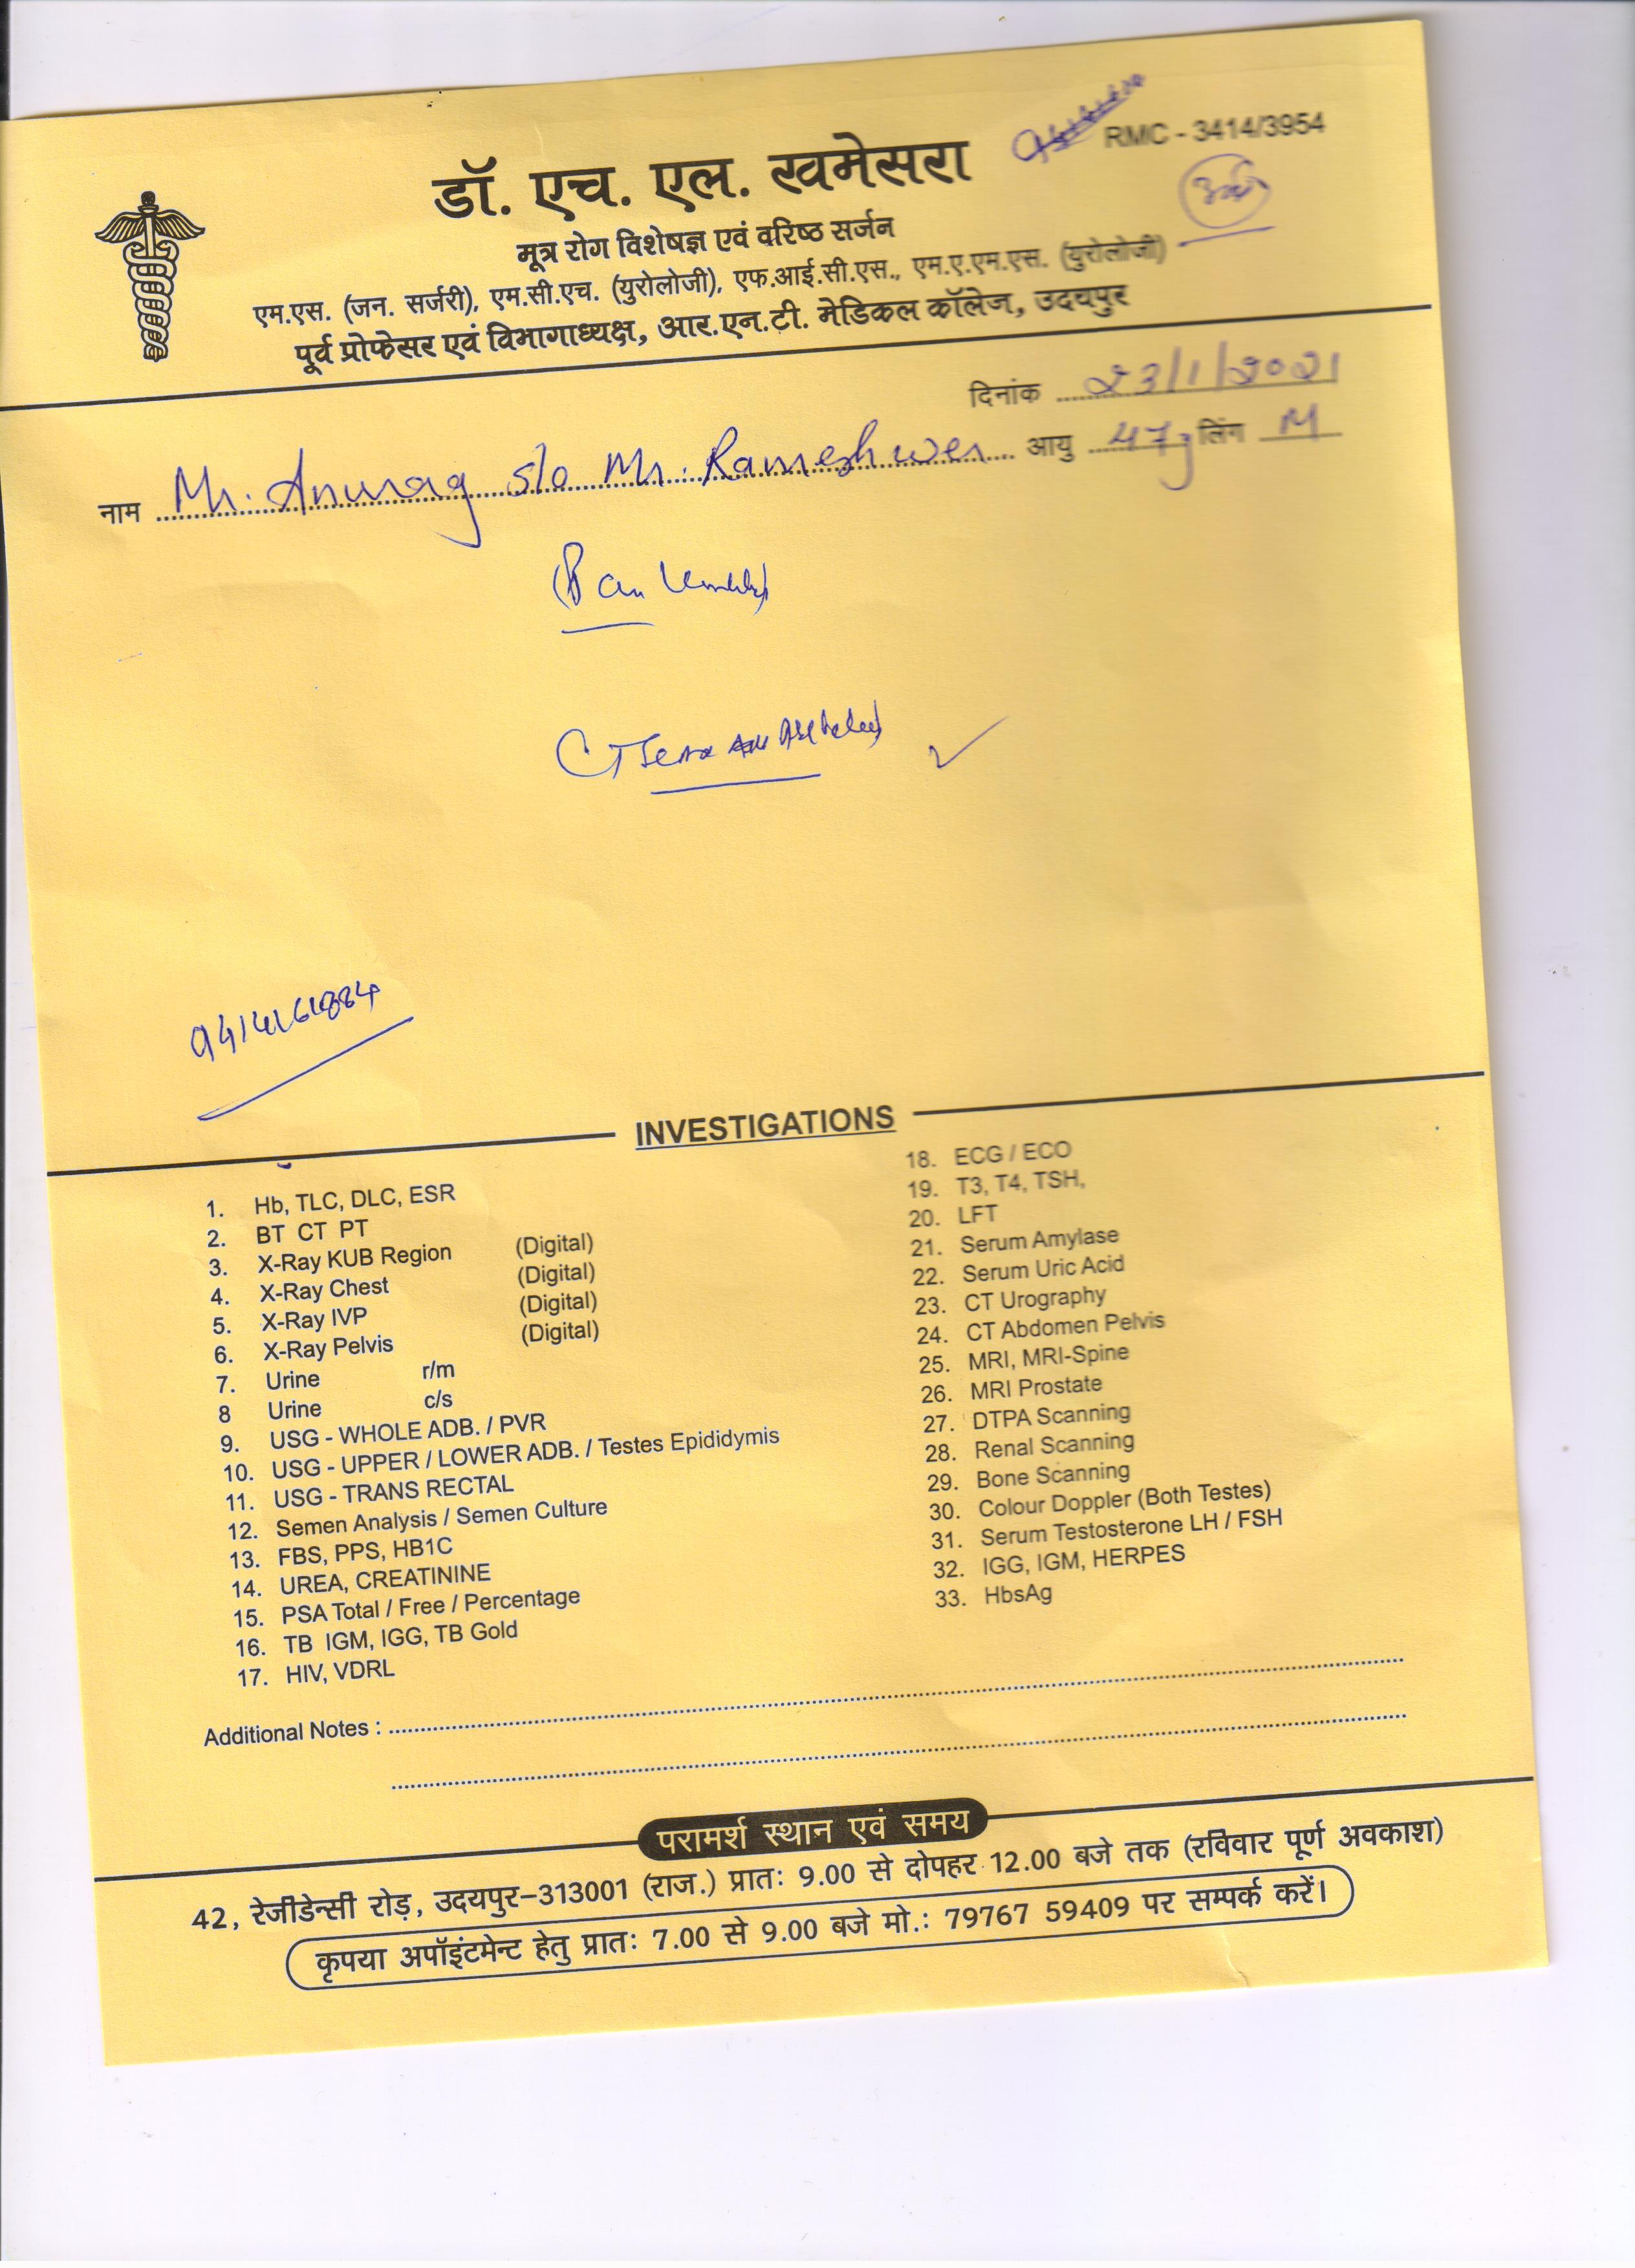 RMC - 3414/3954
डॉ. एच. एल. खमेसरा
मूत्र रोग विशेषज्ञ एवं वरिष्ठ सर्जन
एम.एस. (जन. सर्जरी), एम.सी.एच. (युरोलोजी), एफ.आई.सी.एस., एम.ए.एम.एस. (युरोलोजी)
पूर्व प्रोफेसर एवं विभागाध्यक्ष, आर.एन.टी. मेडिकल कॉलेज, उदयपुर
दिनांक 23/1/2021
नाम Mr. Anurag s/o Mr. Rameshwer आयु 47y लिंग M
CT
INVESTIGATIONS
1. Hb, TLC, DLC, ESR
2. BT CT PT
3. X-Ray KUB Region (Digital)
4. X-Ray Chest (Digital)
5. X-Ray IVP (Digital)
6. X-Ray Pelvis (Digital)
7. Urine r/m
8 Urine c/s
9. USG - WHOLE ADB. / PVR
10. USG - UPPER / LOWER ADB. / Testes Epididymis
11. USG - TRANS RECTAL
12. Semen Analysis / Semen Culture
13. FBS, PPS, HB1C
14. UREA, CREATININE
15. PSA Total / Free / Percentage
16. TB IGM, IGG, TB Gold
17. HIV, VDRL
18. ECG / ECO
19. T3, T4, TSH,
20. LFT
21. Serum Amylase
22. Serum Uric Acid
23. CT Urography
24. CT Abdomen Pelvis
25. MRI, MRI-Spine
26. MRI Prostate
27. DTPA Scanning
28. Renal Scanning
29. Bone Scanning
30. Colour Doppler (Both Testes)
31. Serum Testosterone LH / FSH
32. IGG, IGM, HERPES
33. HbsAg
Additional Notes :
परामर्श स्थान एवं समय
42, रेजीडेन्सी रोड़, उदयपुर-313001 (राज.) प्रातः 9.00 से दोपहर 12.00 बजे तक (रविवार पूर्ण अवकाश)
कृपया अपॉइंटमेन्ट हेतु प्रातः 7.00 से 9.00 बजे मो.: 79767 59409 पर सम्पर्क करें।